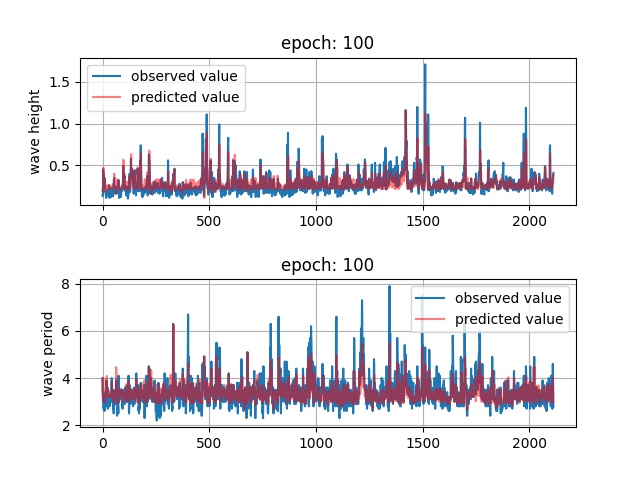 epoch: 100
observed value
predicted value
wave height
1.5
1.0
0.5
0
500
1000
1500
2000
epoch: 100
observed value
predicted value
wave period
8
6
4
2
0
500
1000
1500
2000